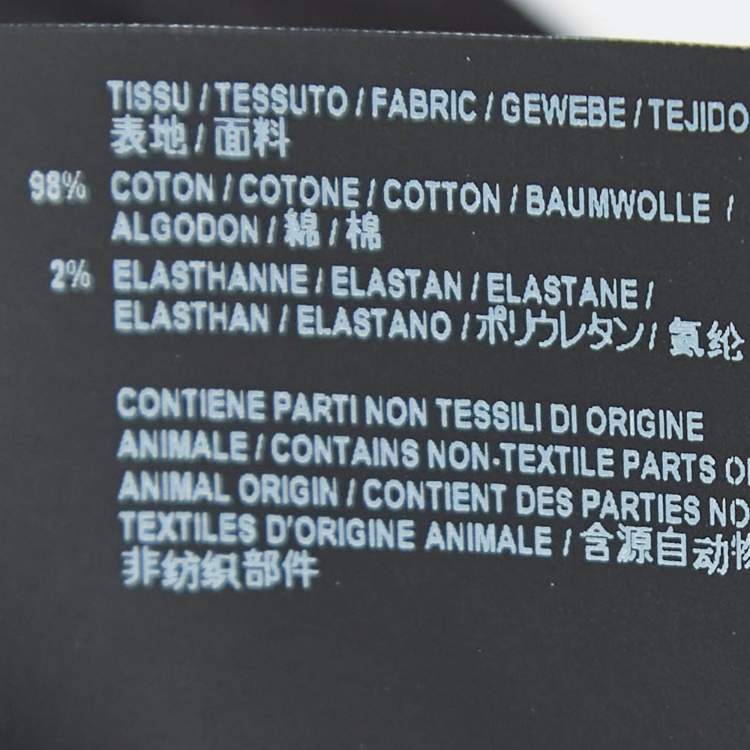 TISSU / TESSUTO / FABRIC / GEWEBE / TEJIDO
表地 / 面料
98% COTON / COTONE / COTTON / BAUMWOLLE /
ALGODON / 綿 / 棉
2% ELASTHANNE / ELASTAN / ELASTANE /
ELASTHAN / ELASTANO / ポリウレタン / 氨纶
CONTIENE PARTI NON TESSILI DI ORIGINE
ANIMALE / CONTAINS NON-TEXTILE PARTS
ANIMAL ORIGIN / CONTIENT DES PARTIES NO
TEXTILES D'ORIGINE ANIMALE / 含源自动物
非纺织部件